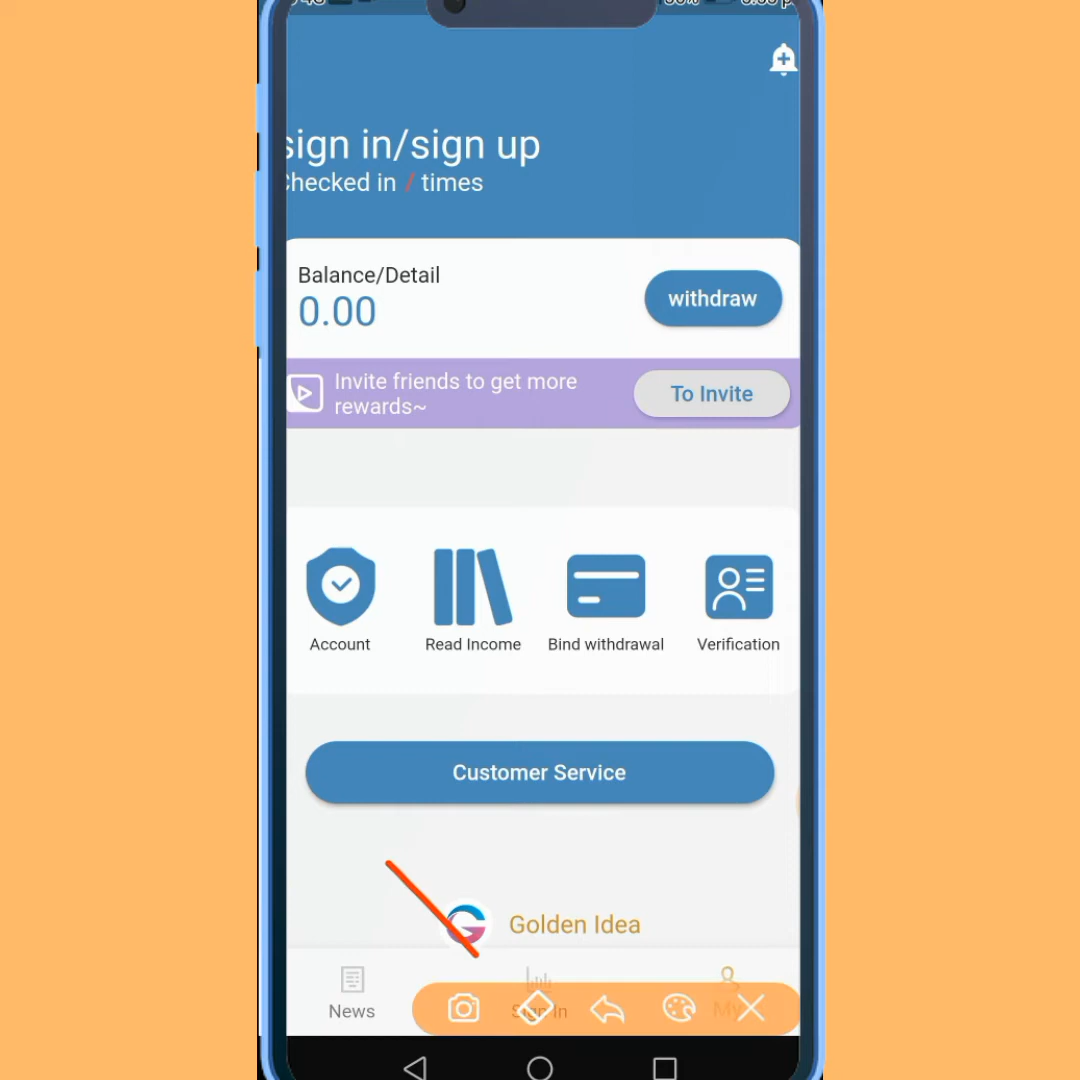 sign in/sign up
Checked in / times
Balance/Detail
0.00
withdraw
Invite friends to get more
rewards~
To Invite
Account
Read Income
Bind withdrawal
Verification
Customer Service
Golden Idea
News
Sign In
My